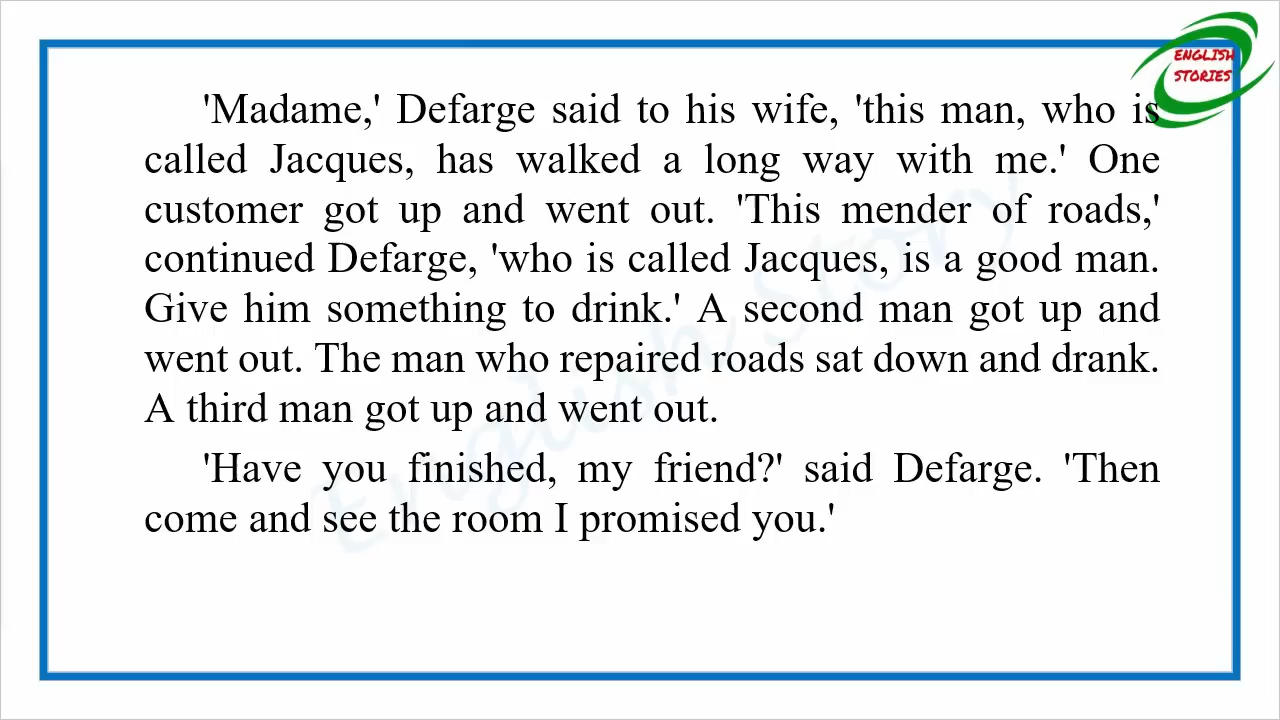 ENGLISH
STORIES
'Madame,' Defarge said to his wife, 'this man, who is
called Jacques, has walked a long way with me.' One
customer got up and went out. 'This mender of roads,'
continued Defarge, 'who is called Jacques, is a good man.
Give him something to drink.' A second man got up and
went out. The man who repaired roads sat down and drank.
A third man got up and went out.
'Have you finished, my friend?' said Defarge. 'Then
come and see the room I promised you.'
English Story